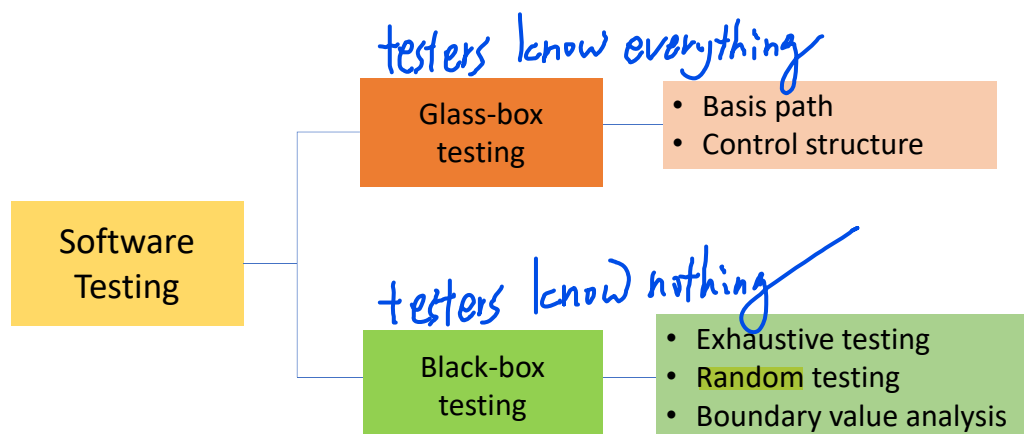 testers know everything
Glass-box
testing
• Basis path
• Control structure
Software
Testing
testers know nothing
Black-box
testing
• Exhaustive testing
• Random testing
• Boundary value analysis